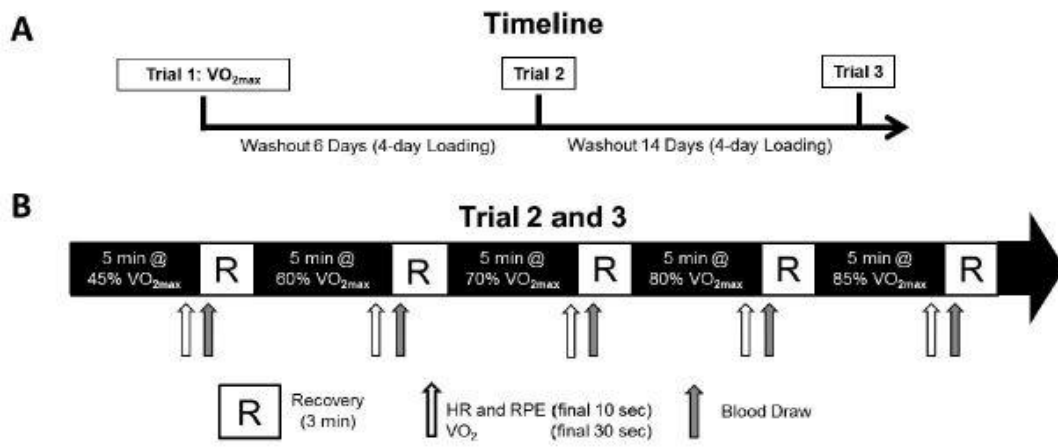 A
Timeline
Trial 1: VO2max
Trial 2
Trial 3
Washout 6 Days (4-day Loading)
Washout 14 Days (4-day Loading)
B
Trial 2 and 3
5 min @
45% VO2max
R
5 min @
60% VO2max
R
5 min @
70% VO2max
R
5 min @
80% VO2max
R
5 min @
85% VO2max
R
R
Recovery
(3 min)
HR and RPE (final 10 sec)
VO2 (final 30 sec)
Blood Draw